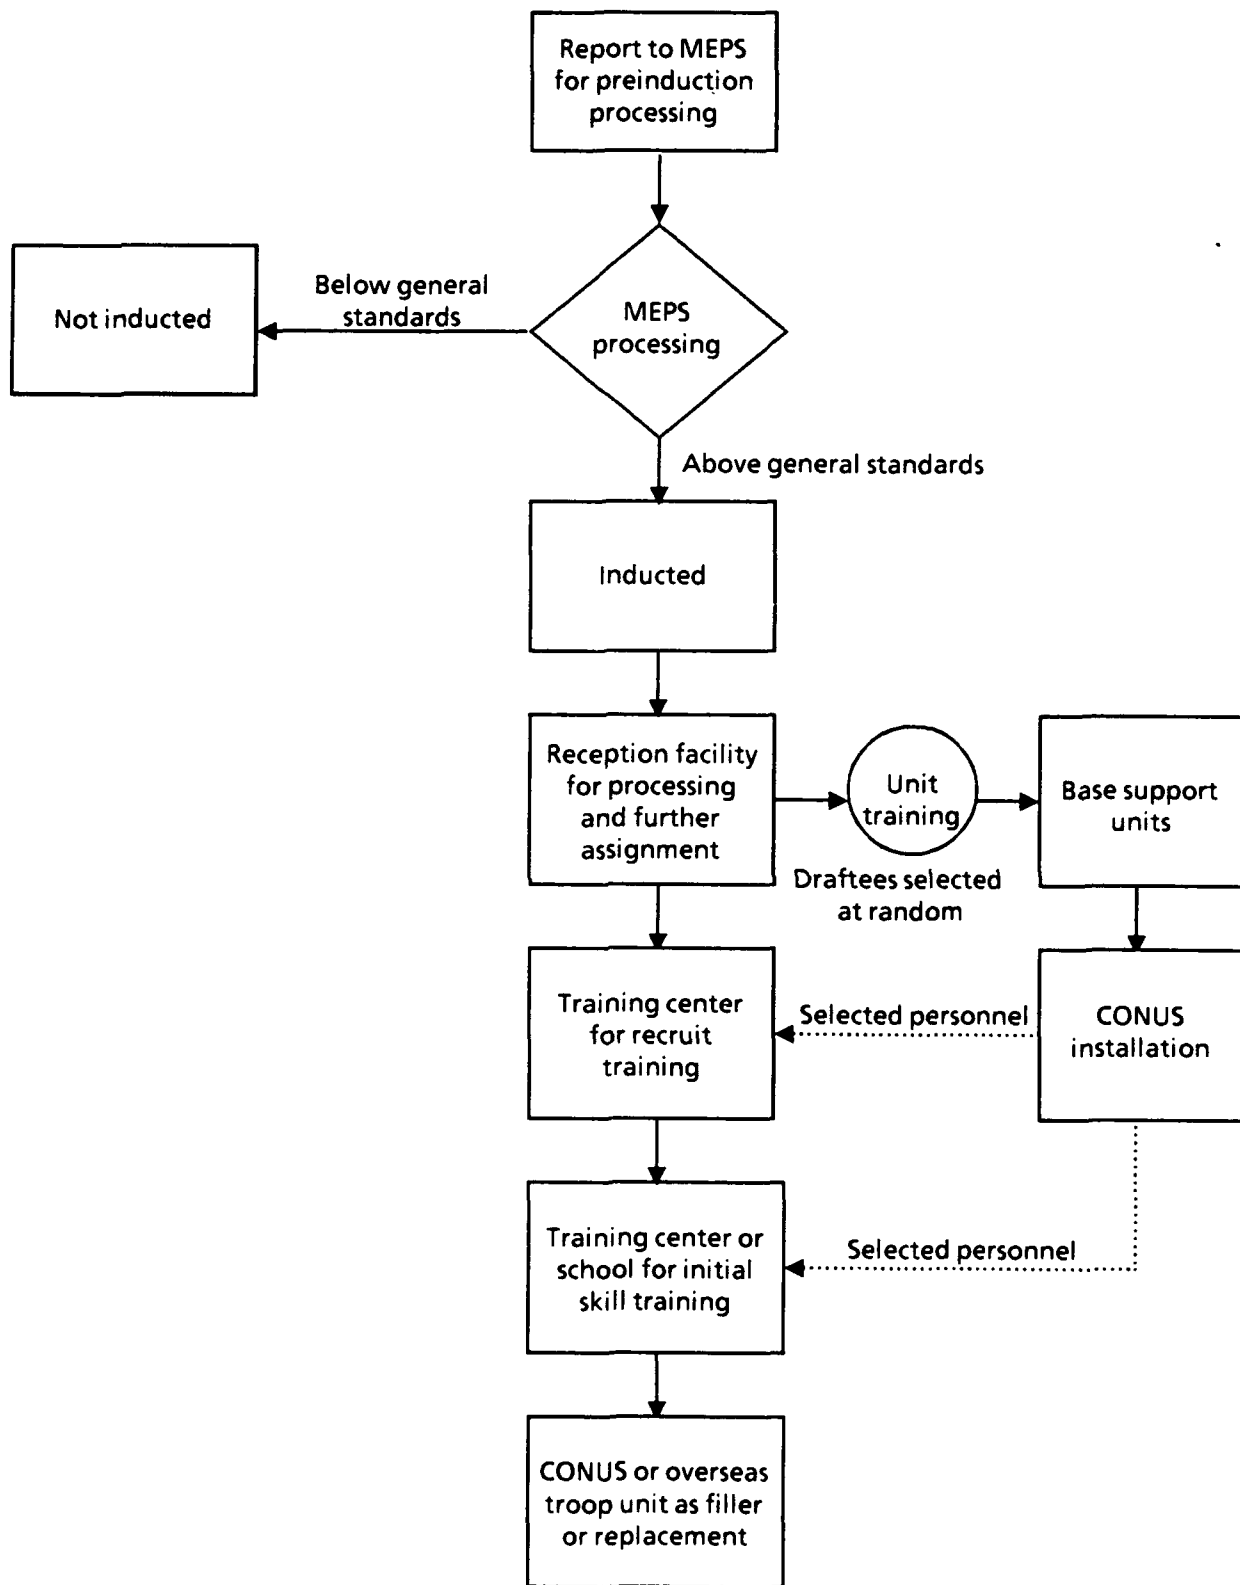 Report to MEPS
for preinduction
processing
Below general
standards
Not inducted
MEPS
processing
Above general standards
Inducted
Reception facility
for processing
and further
assignment
Unit
training
Draftees selected
at random
Base support
units
Training center
for recruit
training
Selected personnel
CONUS
installation
Training center or
school for initial
skill training
Selected personnel
CONUS or overseas
troop unit as filler
or replacement